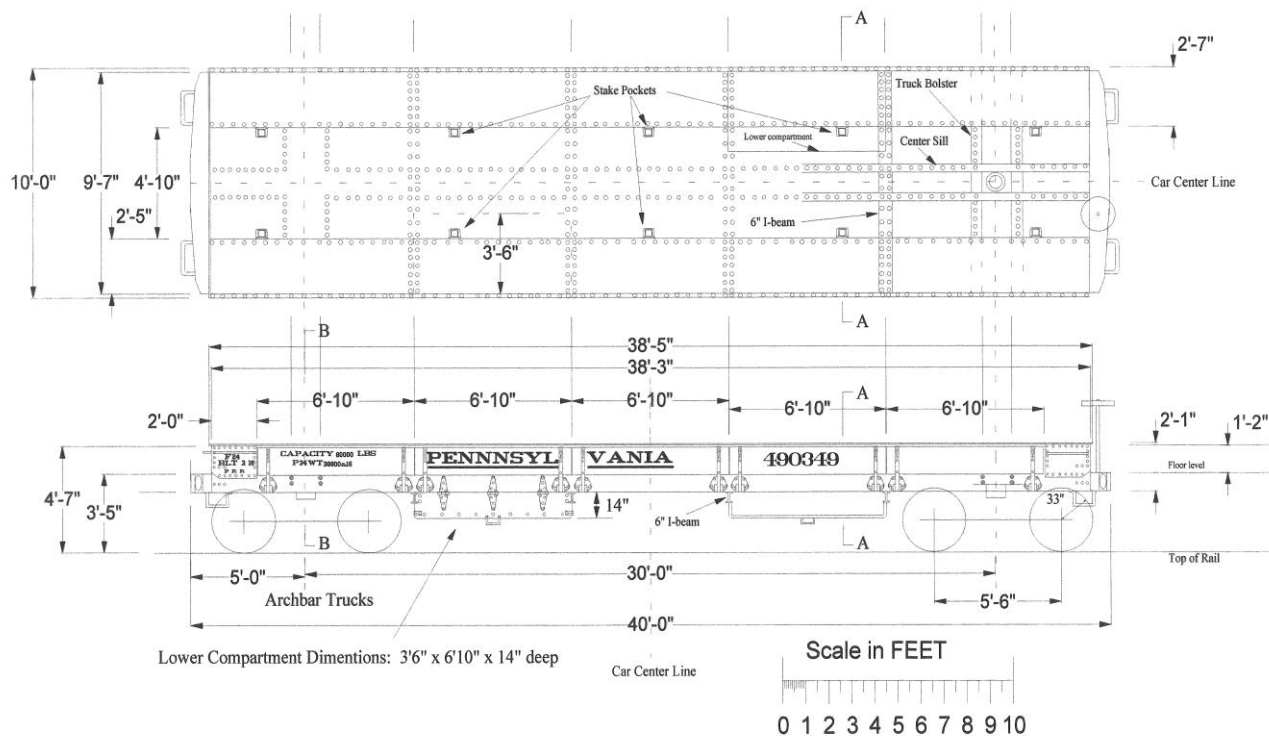 A
2'-7"
Stake Pockets
Truck Bolster
Lower compartment
Center Sill
10'-0"
9'-7"
4'-10"
Car Center Line
2'-5"
6" I-beam
3'-6"
A
B
38'-5"
38'-3"
A
6'-10" 6'-10" 6'-10" 6'-10" 6'-10"
2'-0"
2'-1"
1'-2"
F24
BLT 2 16
P R R
CAPACITY 80000 LBS
PENNNSYL VANIA
490349
Floor level
4'-7"
3'-5"
14"
6" I-beam
33"
B
A
Top of Rail
5'-0"
30'-0"
Archbar Trucks
5'-6"
40'-0"
Lower Compartment Dimentions: 3'6" x 6'10" x 14" deep
Car Center Line
Scale in FEET
0 1 2 3 4 5 6 7 8 9 10